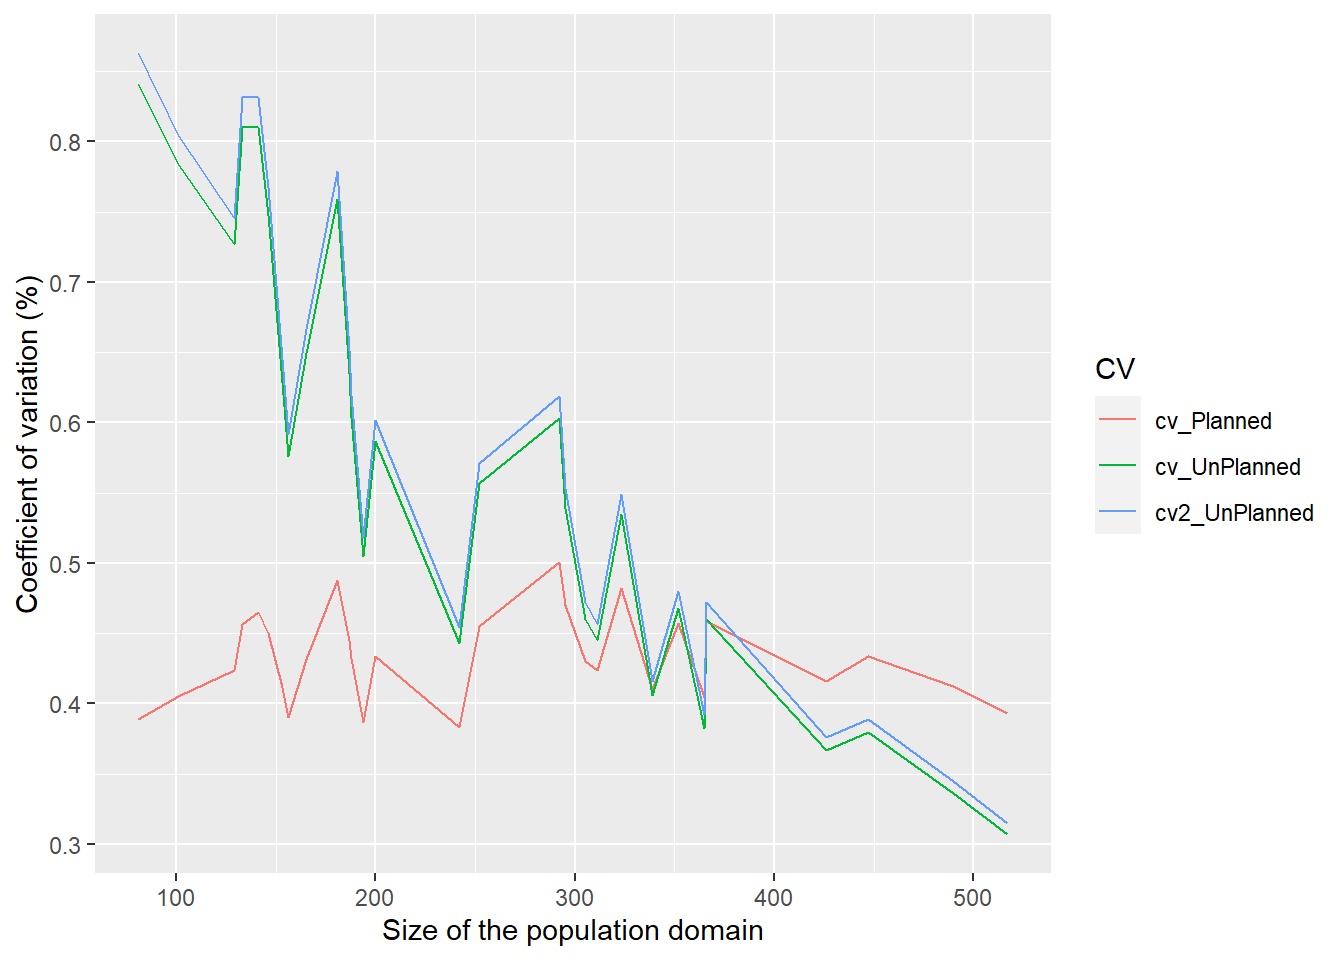 0.8
0.7
0.6
0.5
0.4
0.3
Coefficient of variation (%)
100 200 300 400 500
Size of the population domain
CV
cv_Planned
cv_UnPlanned
cv2_UnPlanned